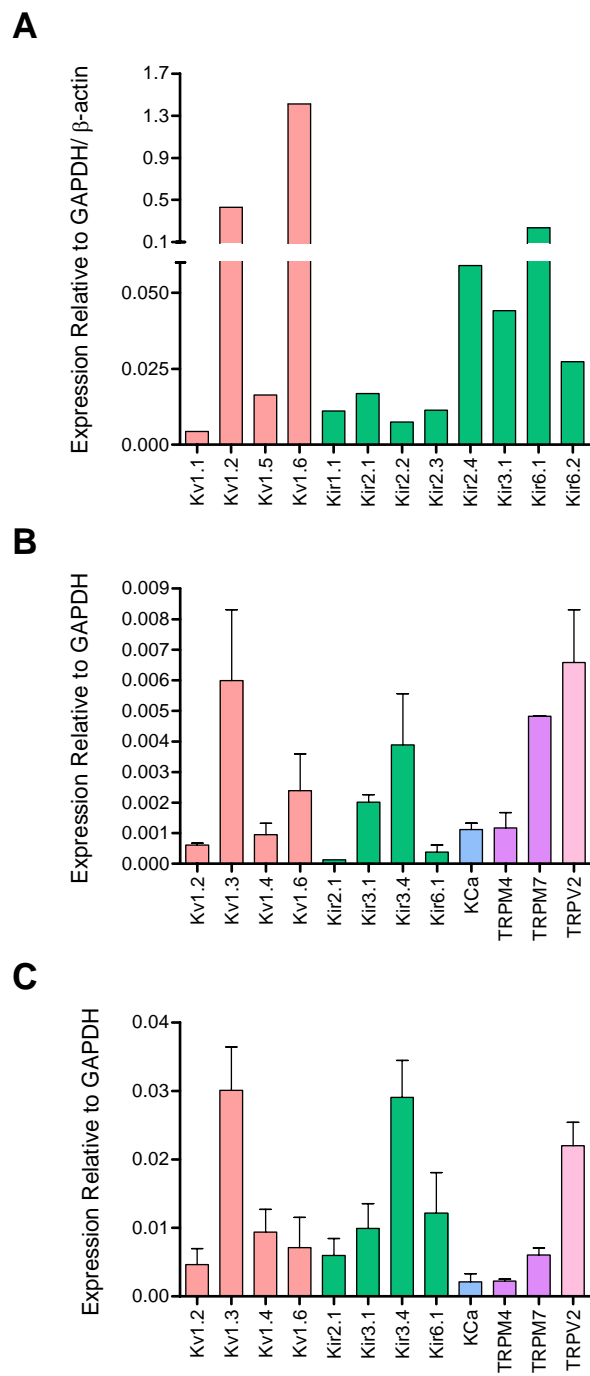 A
Expression Relative to GAPDH/ β-actin
1.7
1.3
0.9
0.5
0.1
0.050
0.025
0.000
Kv1.1
Kv1.2
Kv1.5
Kv1.6
Kir1.1
Kir2.1
Kir2.2
Kir2.3
Kir2.4
Kir3.1
Kir6.1
Kir6.2
B
Expression Relative to GAPDH
0.009
0.008
0.007
0.006
0.005
0.004
0.003
0.002
0.001
0.000
Kv1.2
Kv1.3
Kv1.4
Kv1.6
Kir2.1
Kir3.1
Kir3.4
Kir6.1
KCa
TRPM4
TRPM7
TRPV2
C
Expression Relative to GAPDH
0.04
0.03
0.02
0.01
0.00
Kv1.2
Kv1.3
Kv1.4
Kv1.6
Kir2.1
Kir3.1
Kir3.4
Kir6.1
KCa
TRPM4
TRPM7
TRPV2